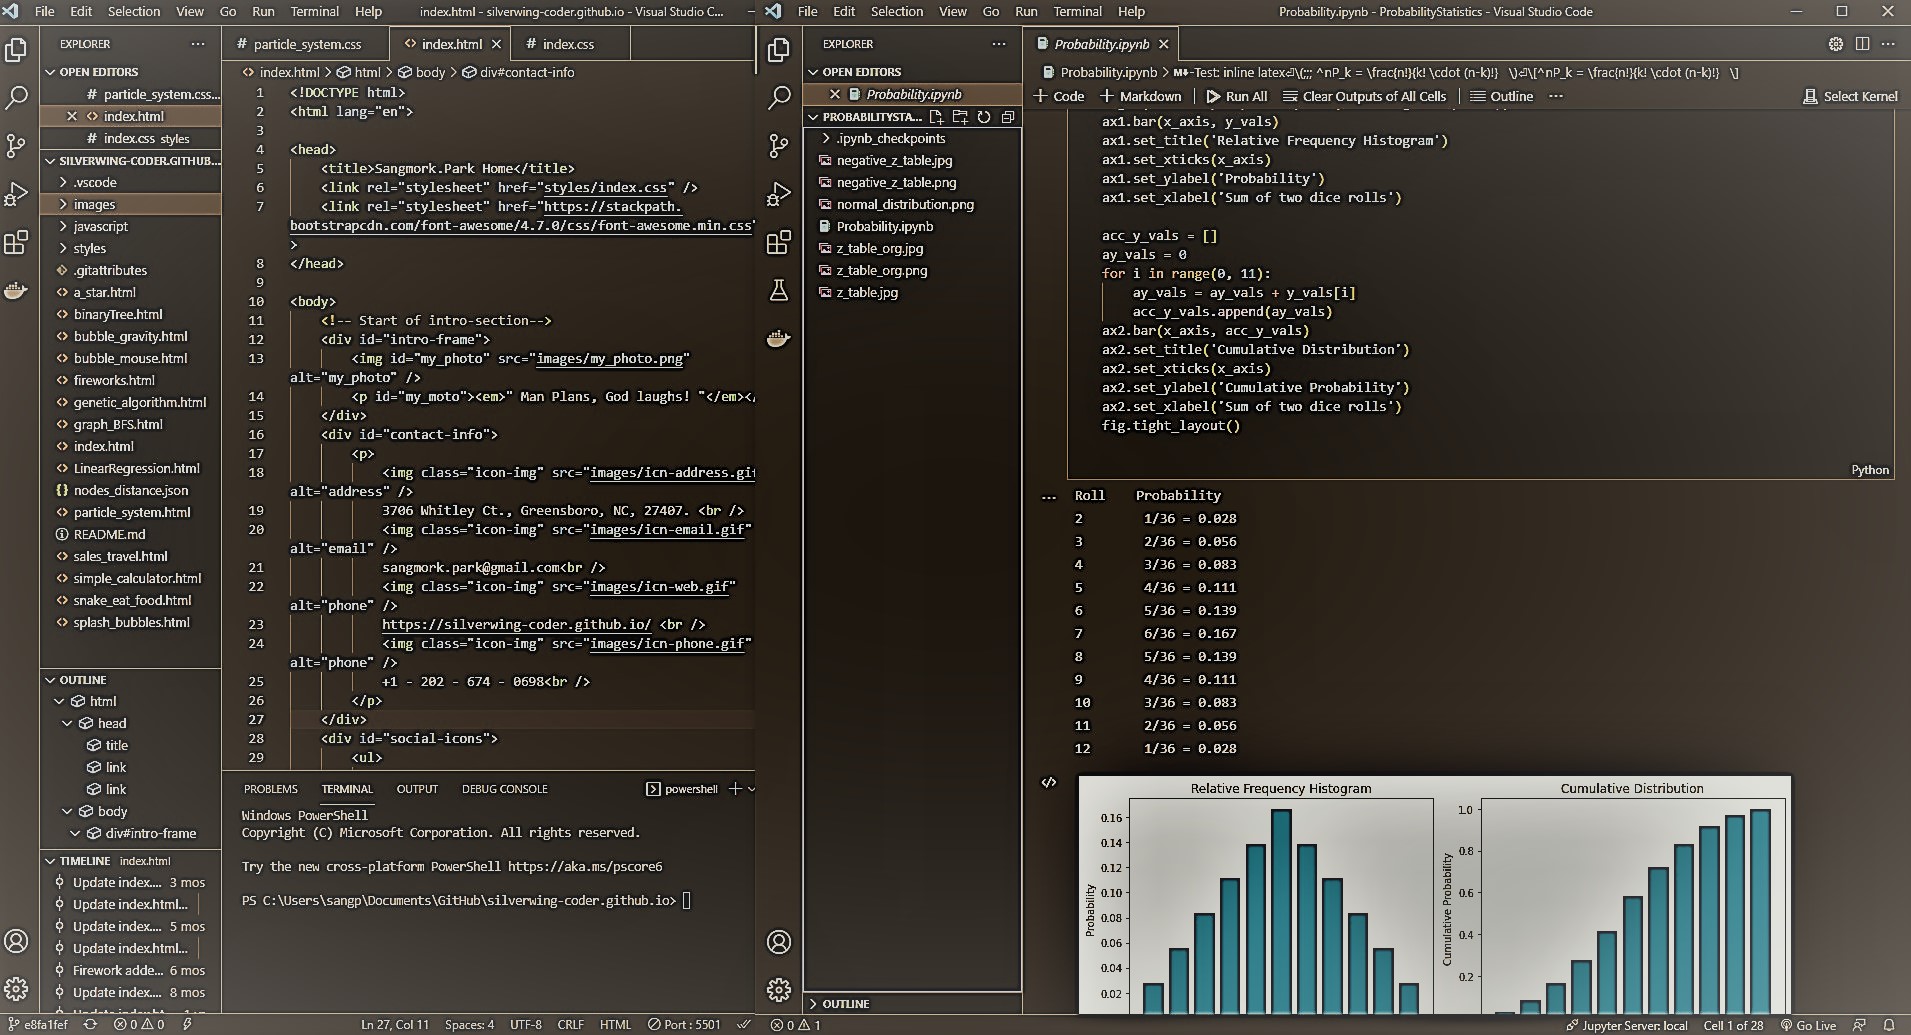 File Edit Selection View Go Run Terminal Help index.html - silverwing-coder.github.io - Visual Studio C...
EXPLORER
OPEN EDITORS
# particle_system.css...
<> index.html
# index.css styles
SILVERWING-CODER.GITHUB...
.vscode
images
javascript
styles
.gitattributes
<> a_star.html
<> binaryTree.html
<> bubble_gravity.html
<> bubble_mouse.html
<> fireworks.html
<> genetic_algorithm.html
<> graph_BFS.html
<> index.html
<> LinearRegression.html
{} nodes_distance.json
<> particle_system.html
README.md
<> sales_travel.html
<> simple_calculator.html
<> snake_eat_food.html
<> splash_bubbles.html
OUTLINE
html
head
title
link
link
body
div#intro-frame
TIMELINE index.html
Update index.... 3 mos
Update index.html...
Update index.... 5 mos
Update index.html...
Firework adde... 6 mos
Update index.... 8 mos
# particle_system.css <> index.html # index.css
<> index.html > html > body > div#contact-info
1 <!DOCTYPE html>
2 <html lang="en">
3
4 <head>
5 <title>Sangmork.Park Home</title>
6 <link rel="stylesheet" href="styles/index.css" />
7 <link rel="stylesheet" href="https://stackpath.
bootstrapcdn.com/font-awesome/4.7.0/css/font-awesome.min.css"
>
8 </head>
9
10 <body>
11 <!-- Start of intro-section-->
12 <div id="intro-frame">
13 <img id="my_photo" src="images/my_photo.png"
alt="my_photo" />
14 <p id="my_moto"><em>" Man Plans, God laughs! "</em></
15 </div>
16 <div id="contact-info">
17 <p>
18 <img class="icon-img" src="images/icn-address.gif
alt="address" />
19 3706 Whitley Ct., Greensboro, NC, 27407. <br />
20 <img class="icon-img" src="images/icn-email.gif"
alt="email" />
21 sangmork.park@gmail.com<br />
22 <img class="icon-img" src="images/icn-web.gif"
alt="phone" />
23 https://silverwing-coder.github.io/ <br />
24 <img class="icon-img" src="images/icn-phone.gif"
alt="phone" />
25 +1 - 202 - 674 - 0698<br />
26 </p>
27 </div>
28 <div id="social-icons">
29 <ul>
PROBLEMS TERMINAL OUTPUT DEBUG CONSOLE powershell
Windows PowerShell
Copyright (C) Microsoft Corporation. All rights reserved.
Try the new cross-platform PowerShell https://aka.ms/pscore6
PS C:\Users\sangp\Documents\GitHub\silverwing-coder.github.io>
e8fa1fef 0 0 Ln 27, Col 11 Spaces: 4 UTF-8 CRLF HTML Port : 5501
File Edit Selection View Go Run Terminal Help Probability.ipynb - ProbabilityStatistics - Visual Studio Code
EXPLORER
OPEN EDITORS
Probability.ipynb
PROBABILITYSTA...
.ipynb_checkpoints
negative_z_table.jpg
negative_z_table.png
normal_distribution.png
Probability.ipynb
z_table_org.jpg
z_table_org.png
z_table.jpg
OUTLINE
Probability.ipynb
Probability.ipynb > M↓-Test: inline latex⏎\(;;; ^nP_k = \frac{n!}{k! \cdot (n-k)!} \)⏎\[^nP_k = \frac{n!}{k! \cdot (n-k)!} \]
+ Code + Markdown Run All Clear Outputs of All Cells Outline ... Select Kernel
ax1.bar(x_axis, y_vals)
ax1.set_title('Relative Frequency Histogram')
ax1.set_xticks(x_axis)
ax1.set_ylabel('Probability')
ax1.set_xlabel('Sum of two dice rolls')
acc_y_vals = []
ay_vals = 0
for i in range(0, 11):
ay_vals = ay_vals + y_vals[i]
acc_y_vals.append(ay_vals)
ax2.bar(x_axis, acc_y_vals)
ax2.set_title('Cumulative Distribution')
ax2.set_xticks(x_axis)
ax2.set_ylabel('Cumulative Probability')
ax2.set_xlabel('Sum of two dice rolls')
fig.tight_layout()
Python
Roll Probability
2 1/36 = 0.028
3 2/36 = 0.056
4 3/36 = 0.083
5 4/36 = 0.111
6 5/36 = 0.139
7 6/36 = 0.167
8 5/36 = 0.139
9 4/36 = 0.111
10 3/36 = 0.083
11 2/36 = 0.056
12 1/36 = 0.028
Relative Frequency Histogram
Probability
0.16
0.14
0.12
0.10
0.08
0.06
0.04
0.02
Cumulative Distribution
Cumulative Probability
1.0
0.8
0.6
0.4
0.2
0 1 Jupyter Server: local Cell 1 of 28 Go Live